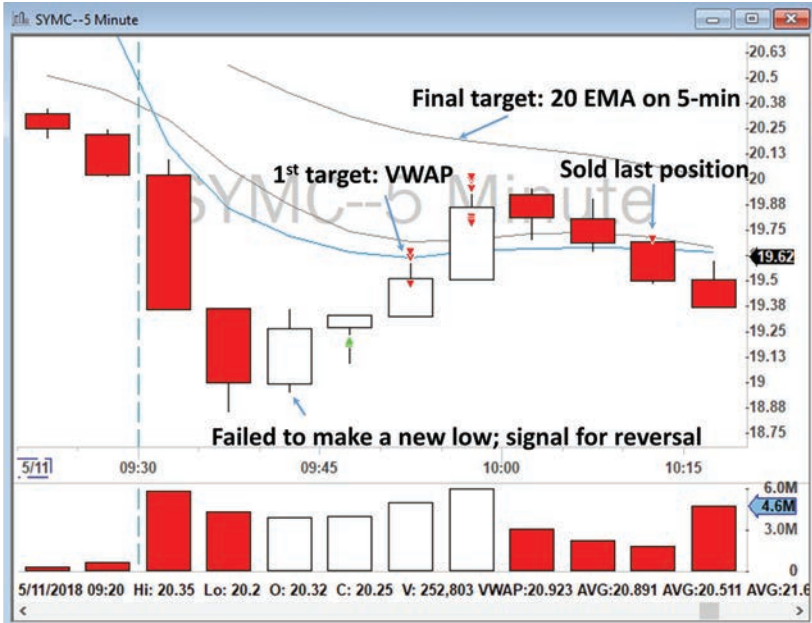 SYMC--5 Minute
SYMC--5 Minute
Final target: 20 EMA on 5-min
1st target: VWAP
Sold last position
Failed to make a new low; signal for reversal
20.63
20.5
20.38
20.25
20.13
20
19.88
19.75
19.62
19.5
19.38
19.25
19.13
19
18.88
18.75
5/11 09:30 09:45 10:00 10:15
6.0M
4.6M
3.0M
0
5/11/2018 09:20 Hi: 20.35 Lo: 20.2 O: 20.32 C: 20.25 V: 252,803 VWAP:20.923 AVG:20.891 AVG:20.511 AVG:21.6